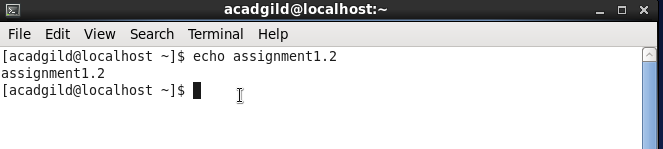 acadgild@localhost:~
File Edit View Search Terminal Help
[acadgild@localhost ~]$ echo assignment1.2
assignment1.2
[acadgild@localhost ~]$